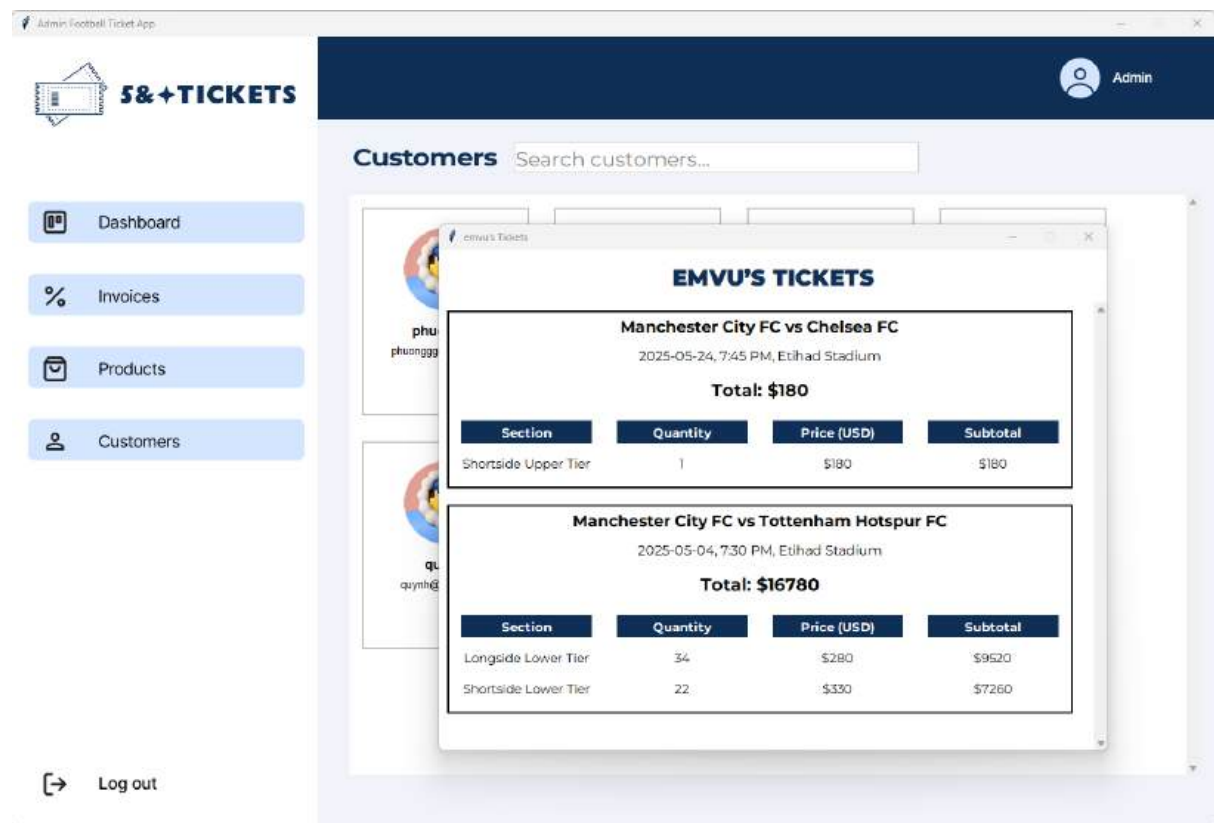 Admin Football Ticket App
5&+TICKETS
Admin
Customers Search customers...
Dashboard
Invoices
Products
Customers
Log out
phu
phuonggg
qu
quynh@
emvu's Tickets
EMVU'S TICKETS
Manchester City FC vs Chelsea FC
2025-05-24, 7:45 PM, Etihad Stadium
Total: $180
Section Quantity Price (USD) Subtotal
Shortside Upper Tier 1 $180 $180
Manchester City FC vs Tottenham Hotspur FC
2025-05-04, 7:30 PM, Etihad Stadium
Total: $16780
Section Quantity Price (USD) Subtotal
Longside Lower Tier 34 $280 $9520
Shortside Lower Tier 22 $330 $7260